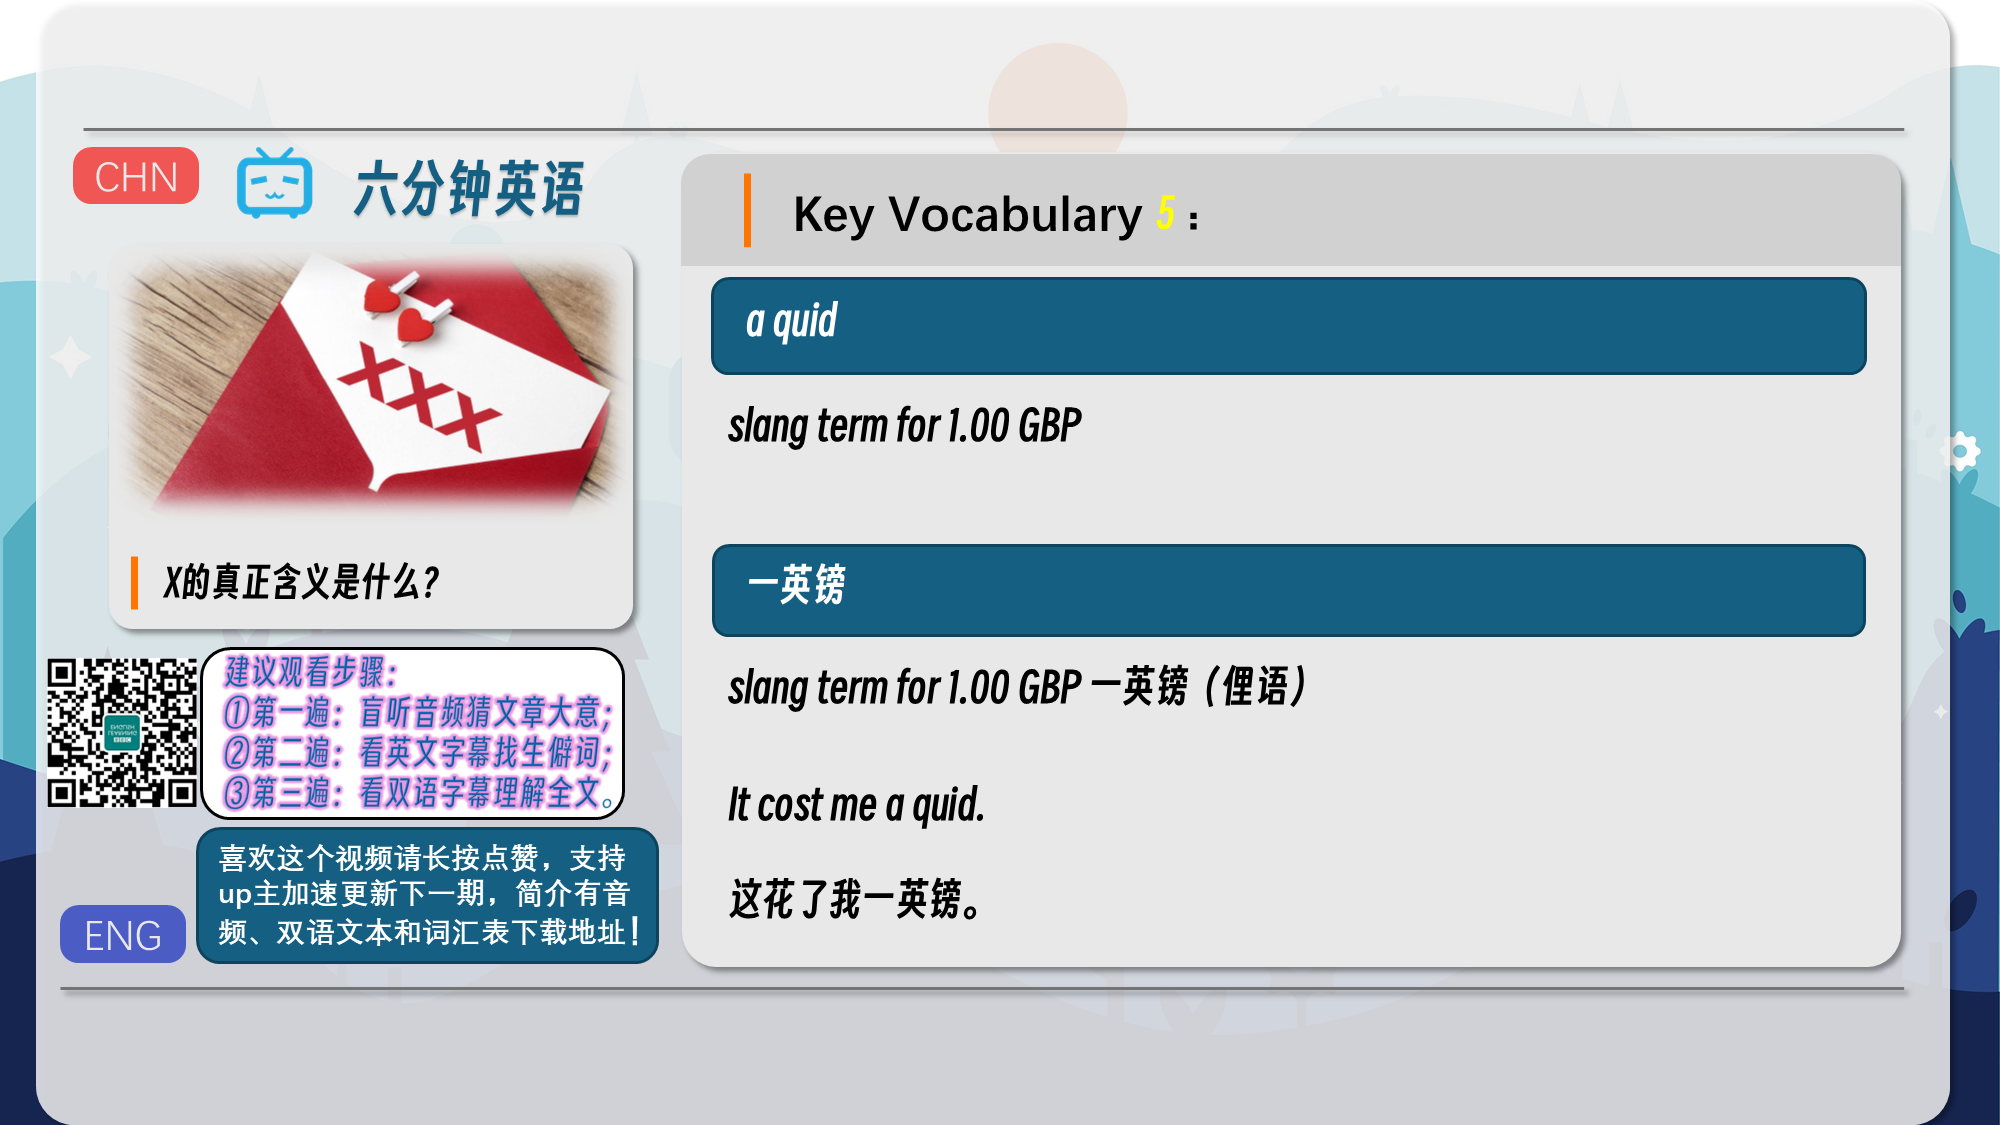 CHN
六分钟英语
XXX
X的真正含义是什么？
建议观看步骤：
①第一遍：盲听音频猜文章大意；
②第二遍：看英文字幕找生僻词；
③第三遍：看双语字幕理解全文。
喜欢这个视频请长按点赞，支持
up主加速更新下一期，简介有音
频、双语文本和词汇表下载地址！
ENG
Key Vocabulary 5：
a quid
slang term for 1.00 GBP
一英镑
slang term for 1.00 GBP 一英镑（俚语）
It cost me a quid.
这花了我一英镑。